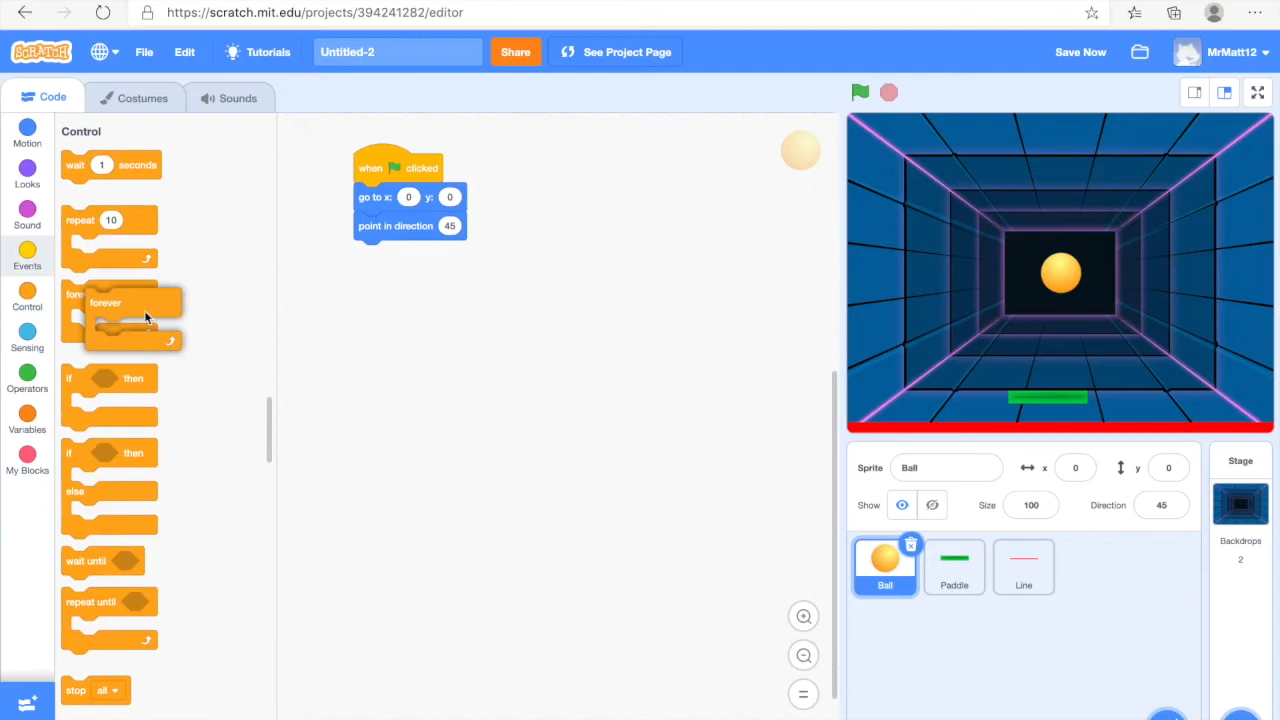 https://scratch.mit.edu/projects/394241282/editor
SCRATCH File Edit Tutorials Untitled-2 Share See Project Page Save Now MrMatt12
Code Costumes Sounds
Motion
Looks
Sound
Events
Control
Sensing
Operators
Variables
My Blocks
Control
wait 1 seconds
repeat 10
fore
forever
if then
if then
else
wait until
repeat until
stop all
when clicked
go to x: 0 y: 0
point in direction 45
Sprite Ball x 0 y 0
Show Size 100 Direction 45
Ball Paddle Line
Stage
Backdrops
2